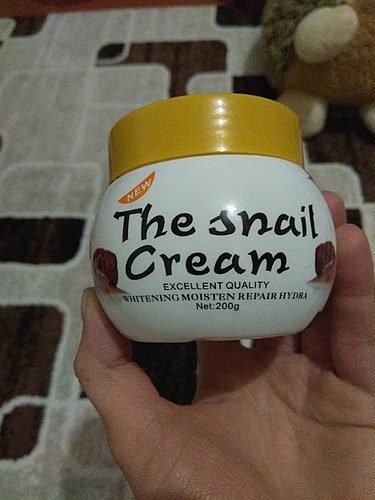 NEW
The snail
Cream
EXCELLENT QUALITY
WHITENING MOISTEN REPAIR HYDRA
Net:200g